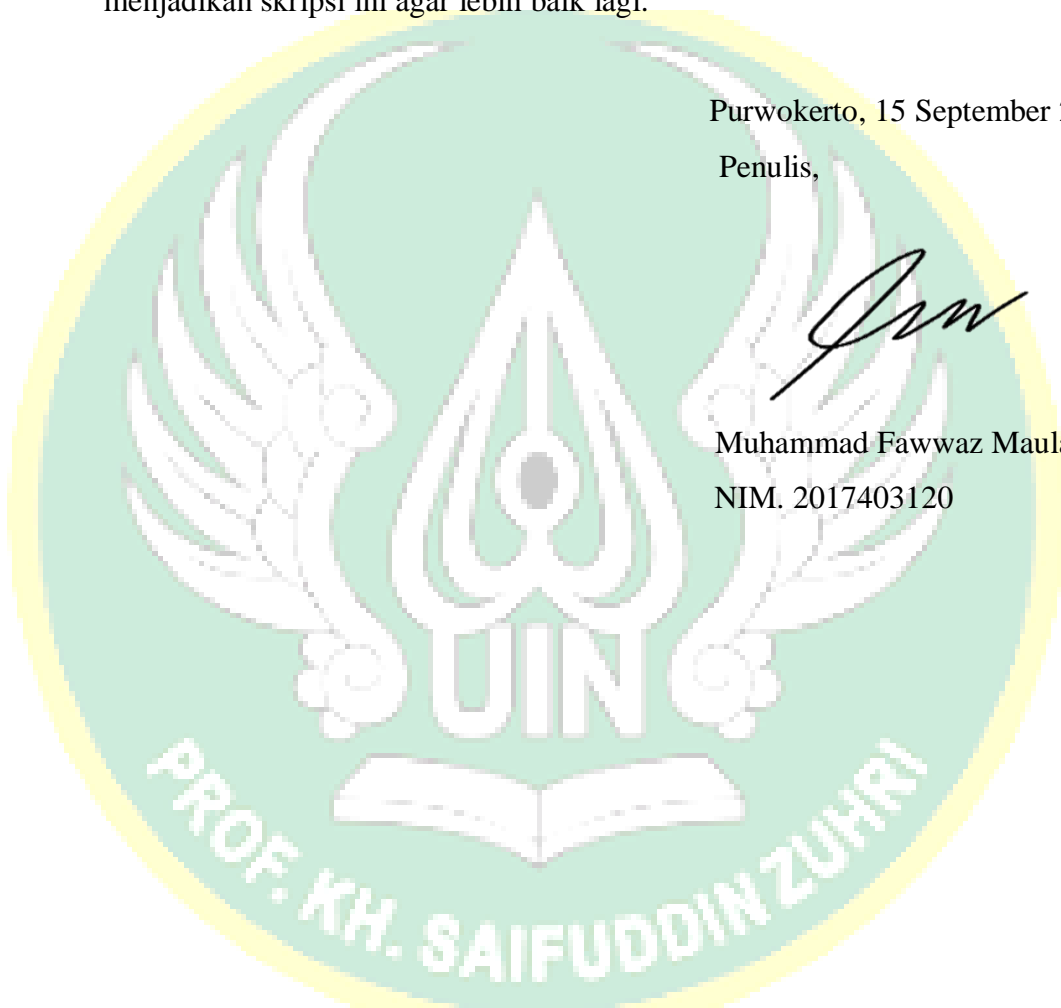 menjadikan skripsi ini agar lebih baik lagi.
Purwokerto, 15 September
Penulis,
Muhammad Fawwaz
NIM. 2017403120
UIN
PROF. KH. SAIFUDDIN ZUHRI